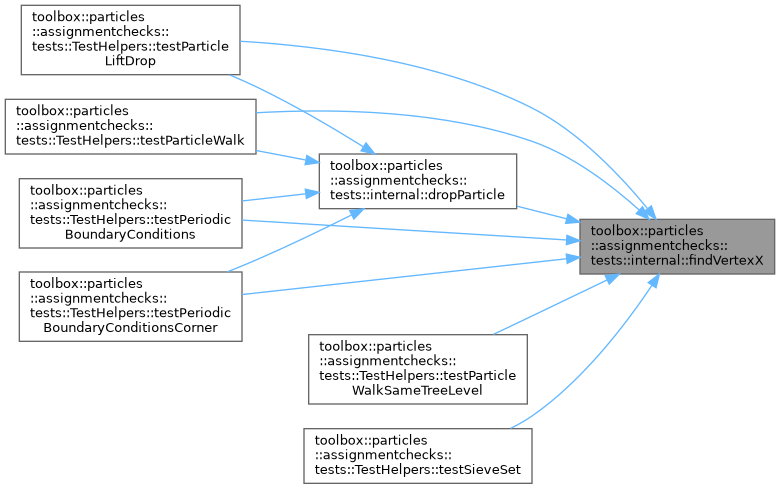 toolbox::particles
::assignmentchecks::
tests::TestHelpers::testParticle
LiftDrop
toolbox::particles
::assignmentchecks::
tests::TestHelpers::testParticleWalk
toolbox::particles
::assignmentchecks::
tests::internal::dropParticle
toolbox::particles
::assignmentchecks::
tests::TestHelpers::testPeriodic
BoundaryConditions
toolbox::particles
::assignmentchecks::
tests::internal::findVertexX
toolbox::particles
::assignmentchecks::
tests::TestHelpers::testPeriodic
BoundaryConditionsCorner
toolbox::particles
::assignmentchecks::
tests::TestHelpers::testParticle
WalkSameTreeLevel
toolbox::particles
::assignmentchecks::
tests::TestHelpers::testSieveSet